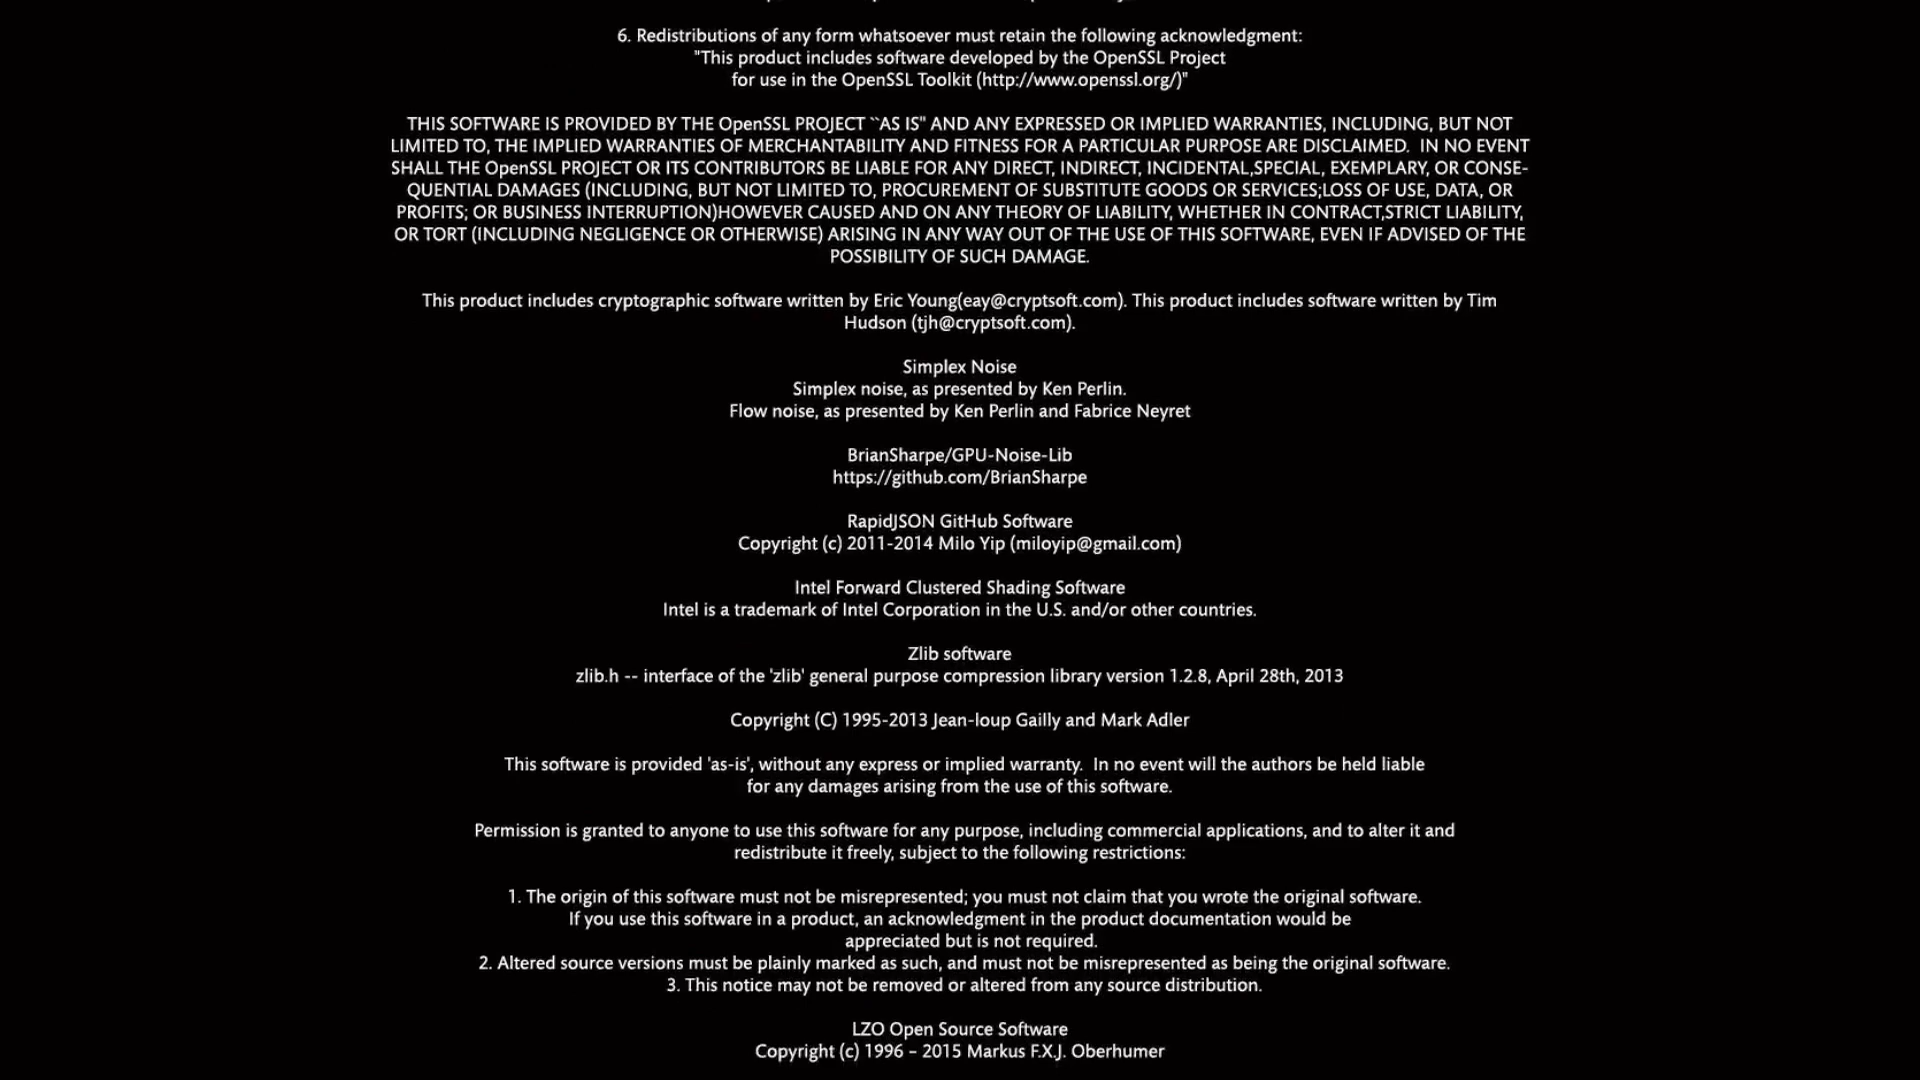 6. Redistributions of any form whatsoever must retain the following acknowledgment:
"This product includes software developed by the OpenSSL Project
for use in the OpenSSL Toolkit (http://www.openssl.org/)"
THIS SOFTWARE IS PROVIDED BY THE OpenSSL PROJECT ``AS IS" AND ANY EXPRESSED OR IMPLIED WARRANTIES, INCLUDING, BUT NOT
LIMITED TO, THE IMPLIED WARRANTIES OF MERCHANTABILITY AND FITNESS FOR A PARTICULAR PURPOSE ARE DISCLAIMED.  IN NO EVENT
SHALL THE OpenSSL PROJECT OR ITS CONTRIBUTORS BE LIABLE FOR ANY DIRECT, INDIRECT, INCIDENTAL,SPECIAL, EXEMPLARY, OR CONSE-
QUENTIAL DAMAGES (INCLUDING, BUT NOT LIMITED TO, PROCUREMENT OF SUBSTITUTE GOODS OR SERVICES;LOSS OF USE, DATA, OR
PROFITS; OR BUSINESS INTERRUPTION)HOWEVER CAUSED AND ON ANY THEORY OF LIABILITY, WHETHER IN CONTRACT,STRICT LIABILITY,
OR TORT (INCLUDING NEGLIGENCE OR OTHERWISE) ARISING IN ANY WAY OUT OF THE USE OF THIS SOFTWARE, EVEN IF ADVISED OF THE
POSSIBILITY OF SUCH DAMAGE.
This product includes cryptographic software written by Eric Young(eay@cryptsoft.com). This product includes software written by Tim
Hudson (tjh@cryptsoft.com).
Simplex Noise
Simplex noise, as presented by Ken Perlin.
Flow noise, as presented by Ken Perlin and Fabrice Neyret
BrianSharpe/GPU-Noise-Lib
https://github.com/BrianSharpe
RapidJSON GitHub Software
Copyright (c) 2011-2014 Milo Yip (miloyip@gmail.com)
Intel Forward Clustered Shading Software
Intel is a trademark of Intel Corporation in the U.S. and/or other countries.
Zlib software
zlib.h -- interface of the 'zlib' general purpose compression library version 1.2.8, April 28th, 2013
Copyright (C) 1995-2013 Jean-loup Gailly and Mark Adler
This software is provided 'as-is', without any express or implied warranty.  In no event will the authors be held liable
for any damages arising from the use of this software.
Permission is granted to anyone to use this software for any purpose, including commercial applications, and to alter it and
redistribute it freely, subject to the following restrictions:
1. The origin of this software must not be misrepresented; you must not claim that you wrote the original software.
If you use this software in a product, an acknowledgment in the product documentation would be
appreciated but is not required.
2. Altered source versions must be plainly marked as such, and must not be misrepresented as being the original software.
3. This notice may not be removed or altered from any source distribution.
LZO Open Source Software
Copyright (c) 1996 – 2015 Markus F.X.J. Oberhumer